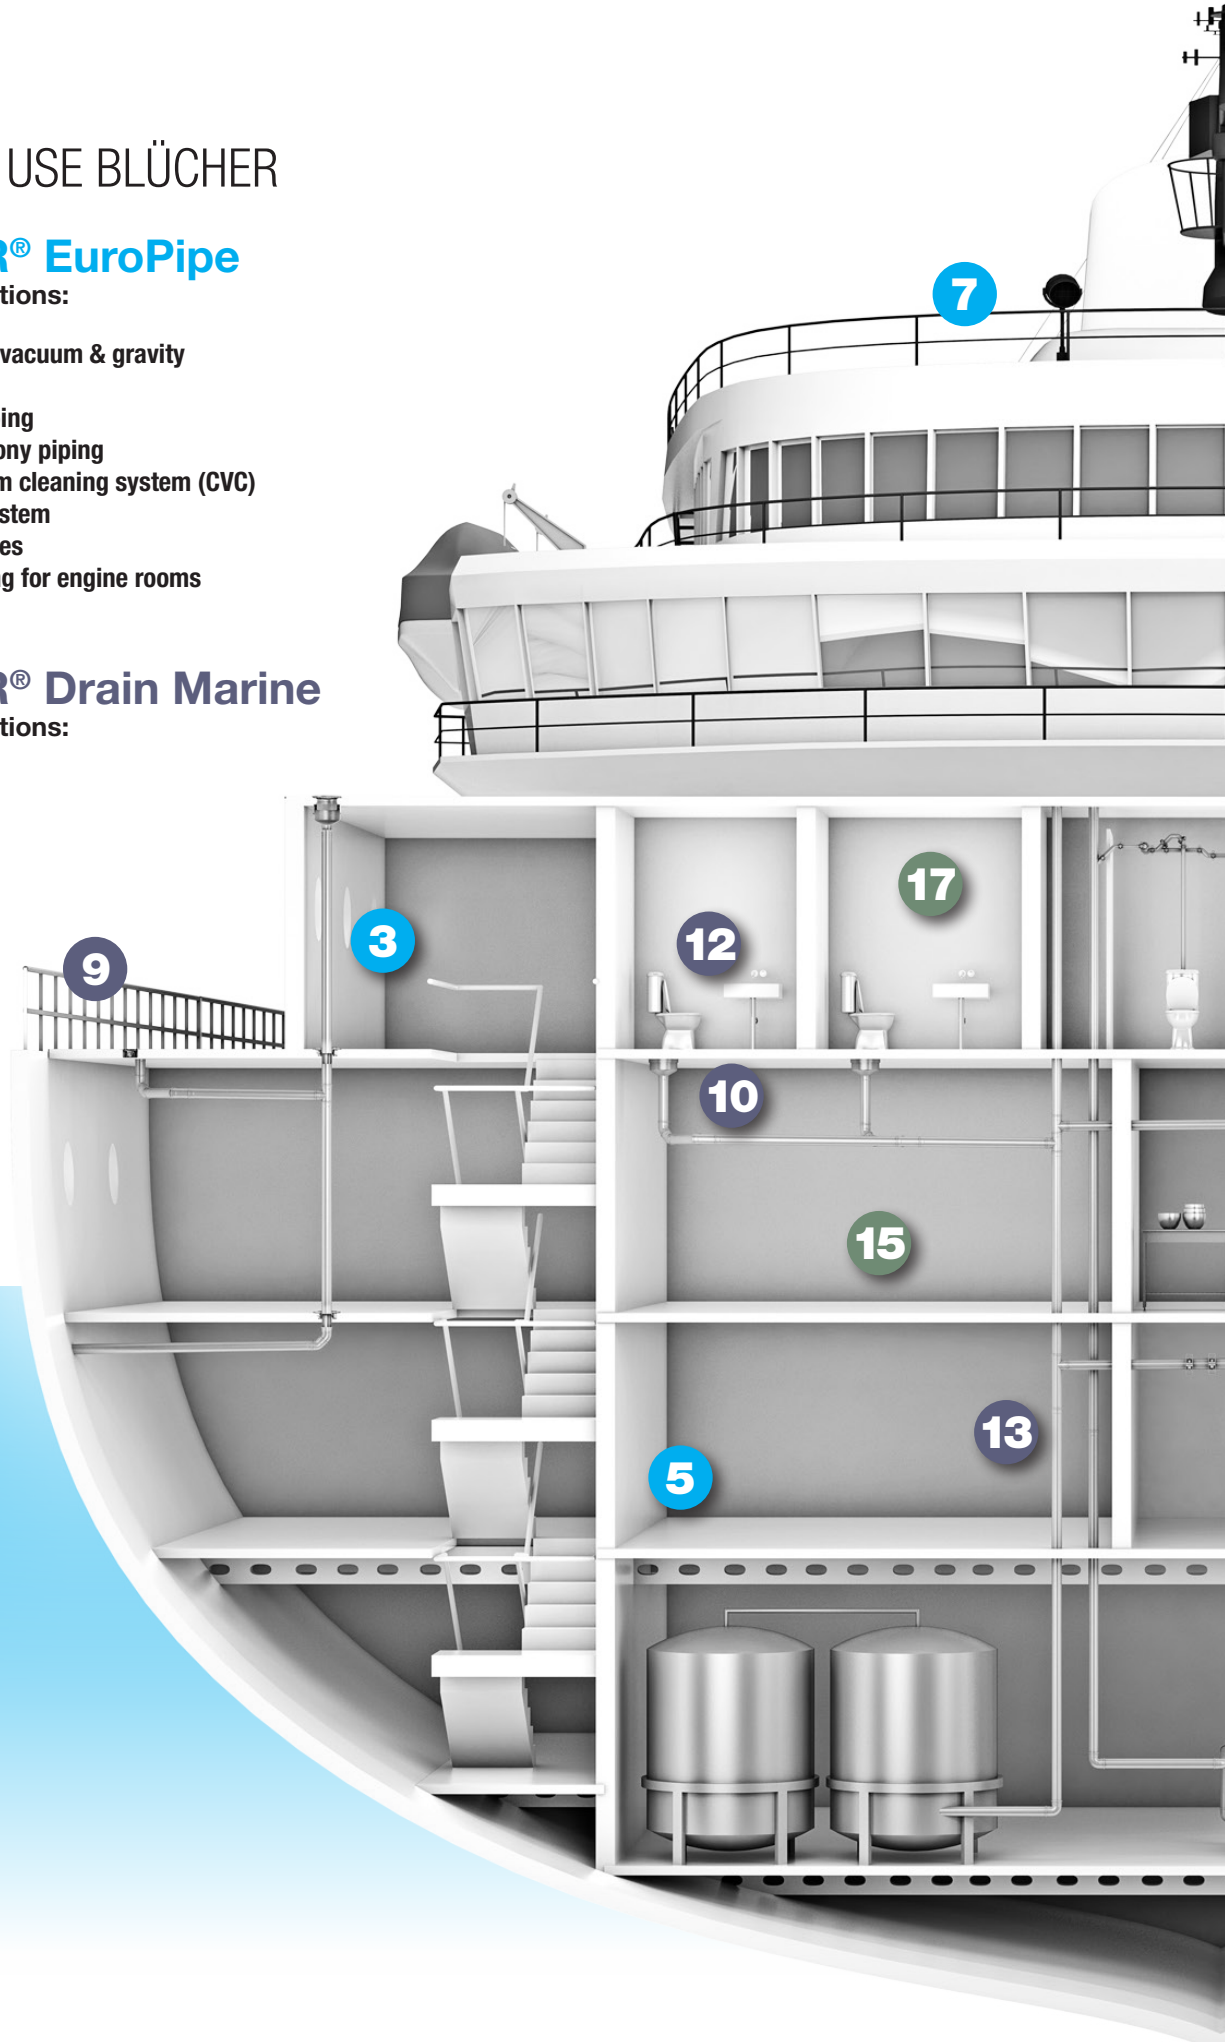 USE BLÜCHER
R® EuroPipe
tions:
vacuum & gravity
ing
ony piping
m cleaning system (CVC)
stem
es
g for engine rooms
R® Drain Marine
tions:
7
17
3
12
9
10
15
13
5